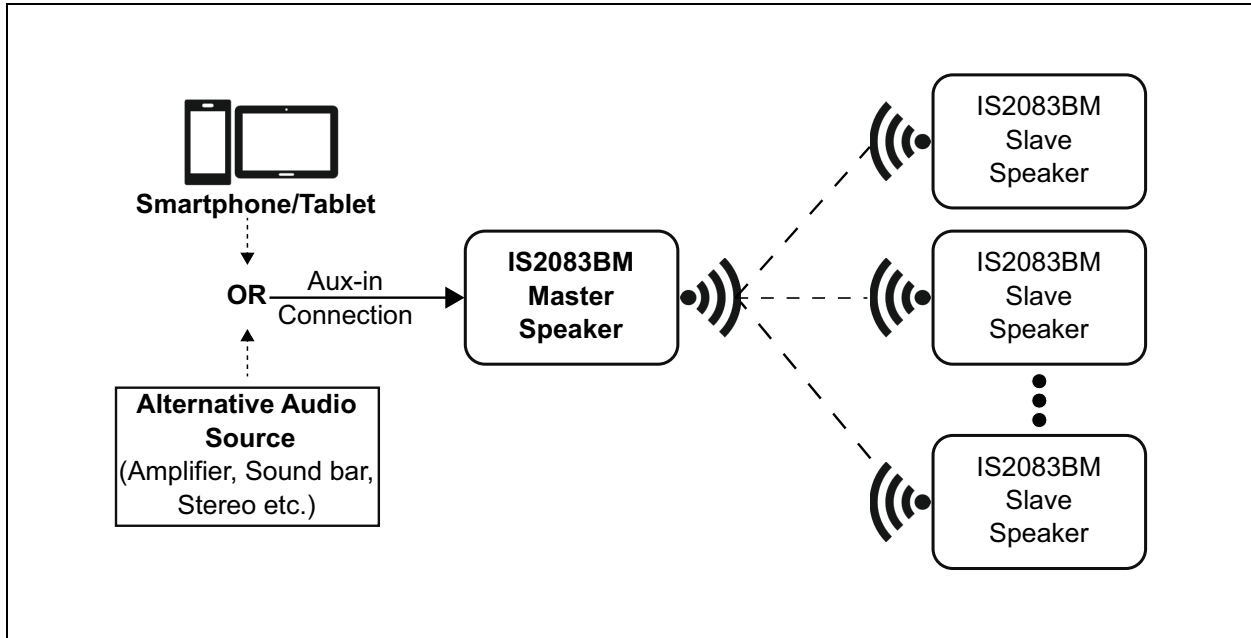 Smartphone/Tablet
OR
Aux-in
Connection
Alternative Audio
Source
(Amplifier, Sound bar,
Stereo etc.)
IS2083BM
Master
Speaker
IS2083BM
Slave
Speaker
IS2083BM
Slave
Speaker
IS2083BM
Slave
Speaker